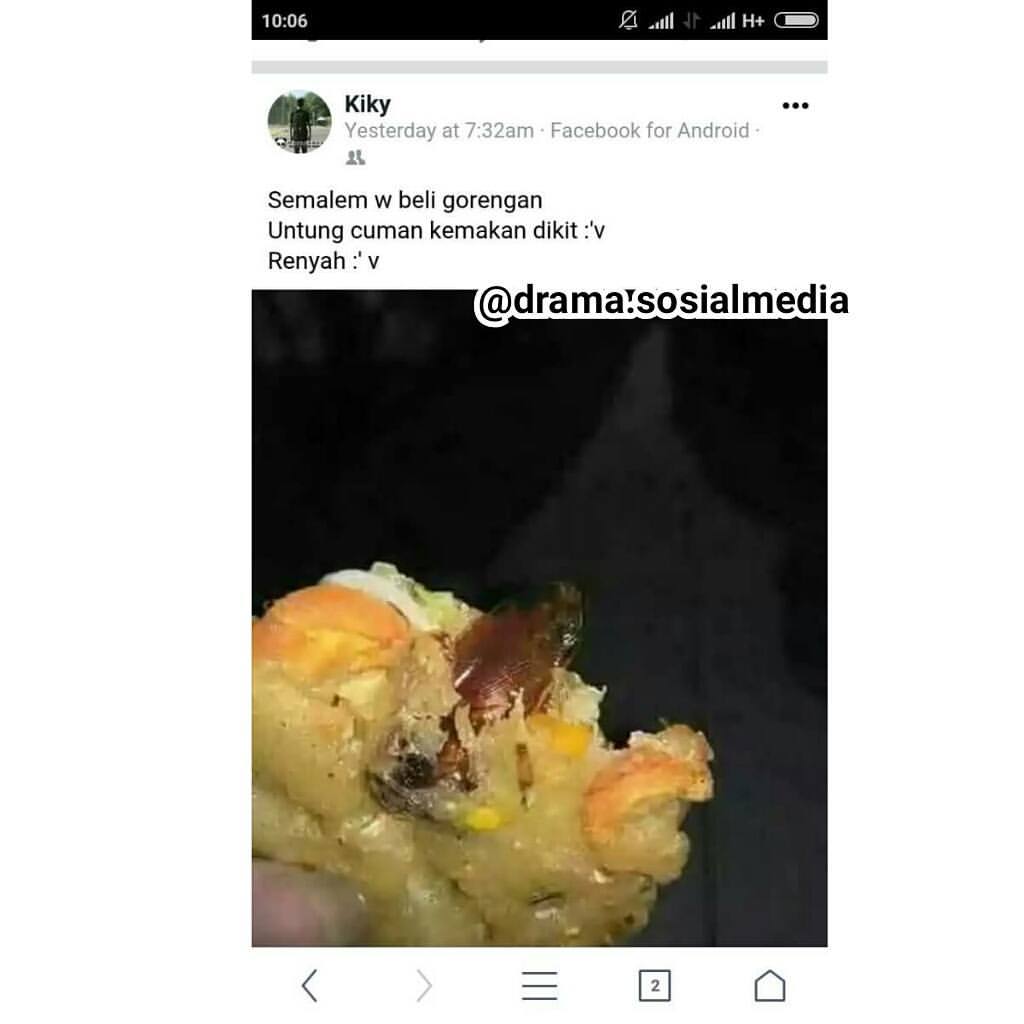 10:06
H+
Kiky
Yesterday at 7:32am · Facebook for Android ·
Semalem w beli gorengan
Untung cuman kemakan dikit :'v
Renyah :' v
@drama.sosialmedia
2